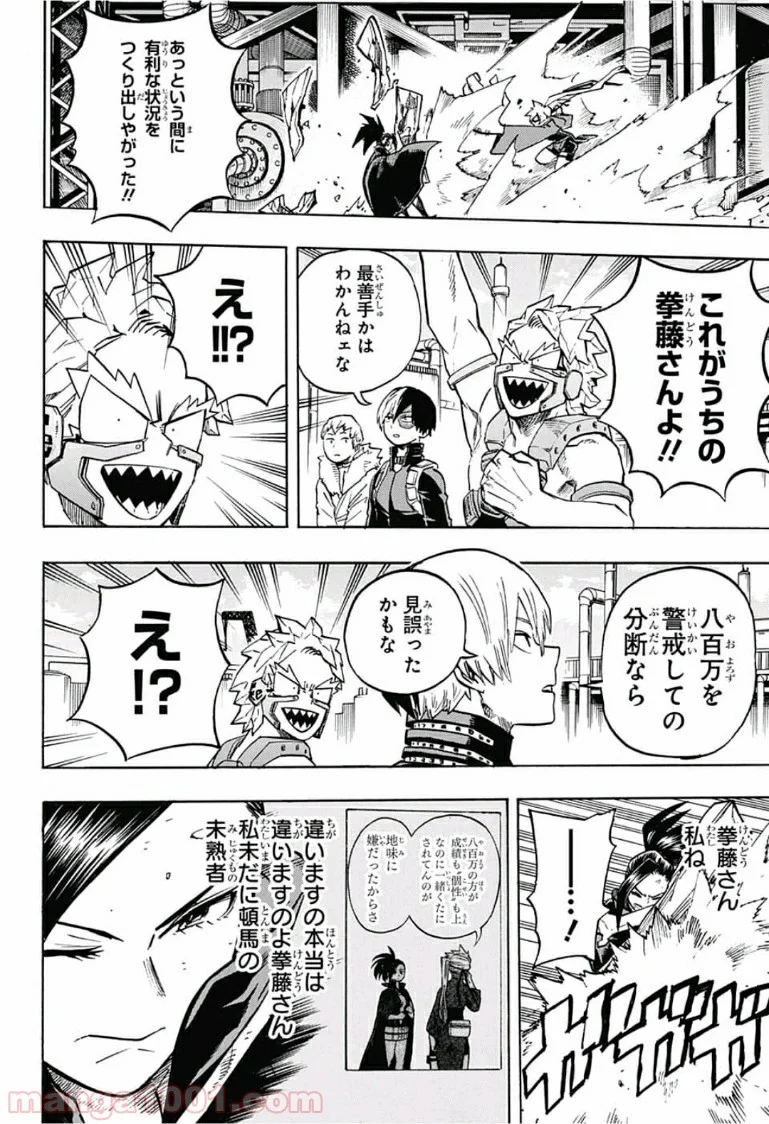 あっという間に
有利な状況を
つくり出しゃがった!!
これがうちの
拳藤さんよ!!
最善手かは
わかんねェな
え!!?
八百万を
警戒しての
分断なら
見誤った
かもな
え!?
拳藤さん
私ね
──…!
ガガガガ
八百万の方が
成績も〝個性〟も上
なのに一緒くたに
されてんのが
地味に
嫌だったからさ
違いますの本当は
違いますのよ拳藤さん
私未だに頓馬の
未熟者
manga1001.com